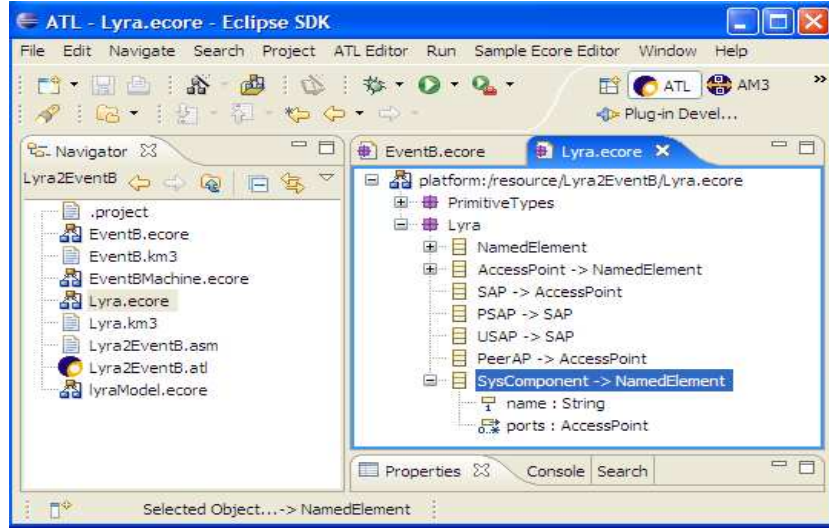 ATL - Lyra.ecore - Eclipse SDK
File Edit Navigate Search Project ATL Editor Run Sample Ecore Editor Window Help
ATL AM3 »
Plug-in Devel...
Navigator
Lyra2EventB
.project
EventB.ecore
EventB.km3
EventBMachine.ecore
Lyra.ecore
Lyra.km3
Lyra2EventB.asm
Lyra2EventB.atl
lyraModel.ecore
EventB.ecore Lyra.ecore
platform:/resource/Lyra2EventB/Lyra.ecore
PrimitiveTypes
Lyra
NamedElement
AccessPoint -> NamedElement
SAP -> AccessPoint
PSAP -> SAP
USAP -> SAP
PeerAP -> AccessPoint
SysComponent -> NamedElement
name : String
ports : AccessPoint
Properties Console Search
Selected Object...-> NamedElement